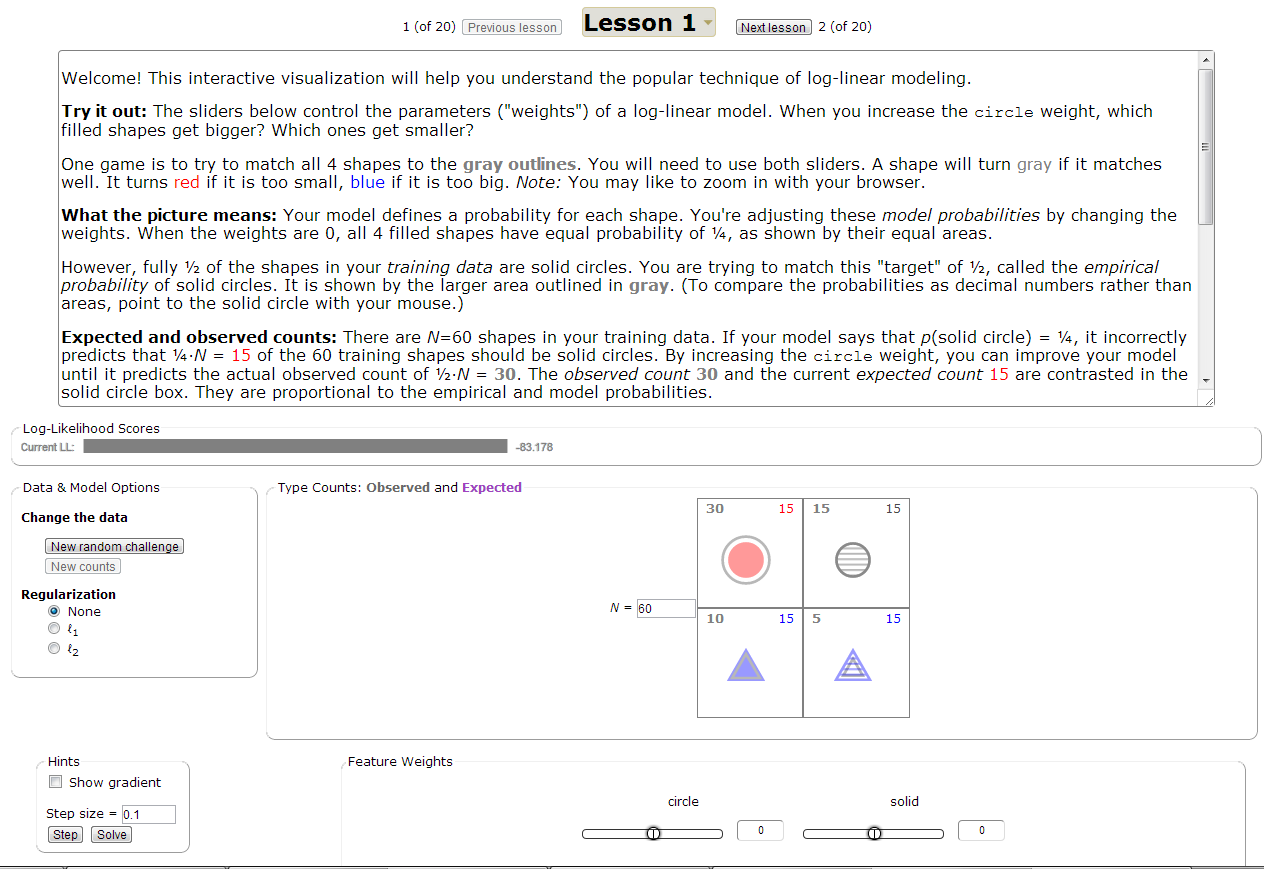 1 (of 20) Previous lesson Lesson 1 Next lesson 2 (of 20)
Welcome! This interactive visualization will help you understand the popular technique of log-linear modeling.
Try it out: The sliders below control the parameters ("weights") of a log-linear model. When you increase the circle weight, which
filled shapes get bigger? Which ones get smaller?
One game is to try to match all 4 shapes to the gray outlines. You will need to use both sliders. A shape will turn gray if it matches
well. It turns red if it is too small, blue if it is too big. Note: You may like to zoom in with your browser.
What the picture means: Your model defines a probability for each shape. You're adjusting these model probabilities by changing the
weights. When the weights are 0, all 4 filled shapes have equal probability of ¼, as shown by their equal areas.
However, fully ½ of the shapes in your training data are solid circles. You are trying to match this "target" of ½, called the empirical
probability of solid circles. It is shown by the larger area outlined in gray. (To compare the probabilities as decimal numbers rather than
areas, point to the solid circle with your mouse.)
Expected and observed counts: There are N=60 shapes in your training data. If your model says that p(solid circle) = ¼, it incorrectly
predicts that ¼·N = 15 of the 60 training shapes should be solid circles. By increasing the circle weight, you can improve your model
until it predicts the actual observed count of ½·N = 30. The observed count 30 and the current expected count 15 are contrasted in the
solid circle box. They are proportional to the empirical and model probabilities.
Log-Likelihood Scores
Current LL: -83.178
Data & Model Options
Change the data
New random challenge
New counts
Regularization
None
ℓ1
ℓ2
Type Counts: Observed and Expected
30 15 15 15
N = 60
10 15 5 15
Hints
Show gradient
Step size = 0.1
Step Solve
Feature Weights
circle solid
0 0